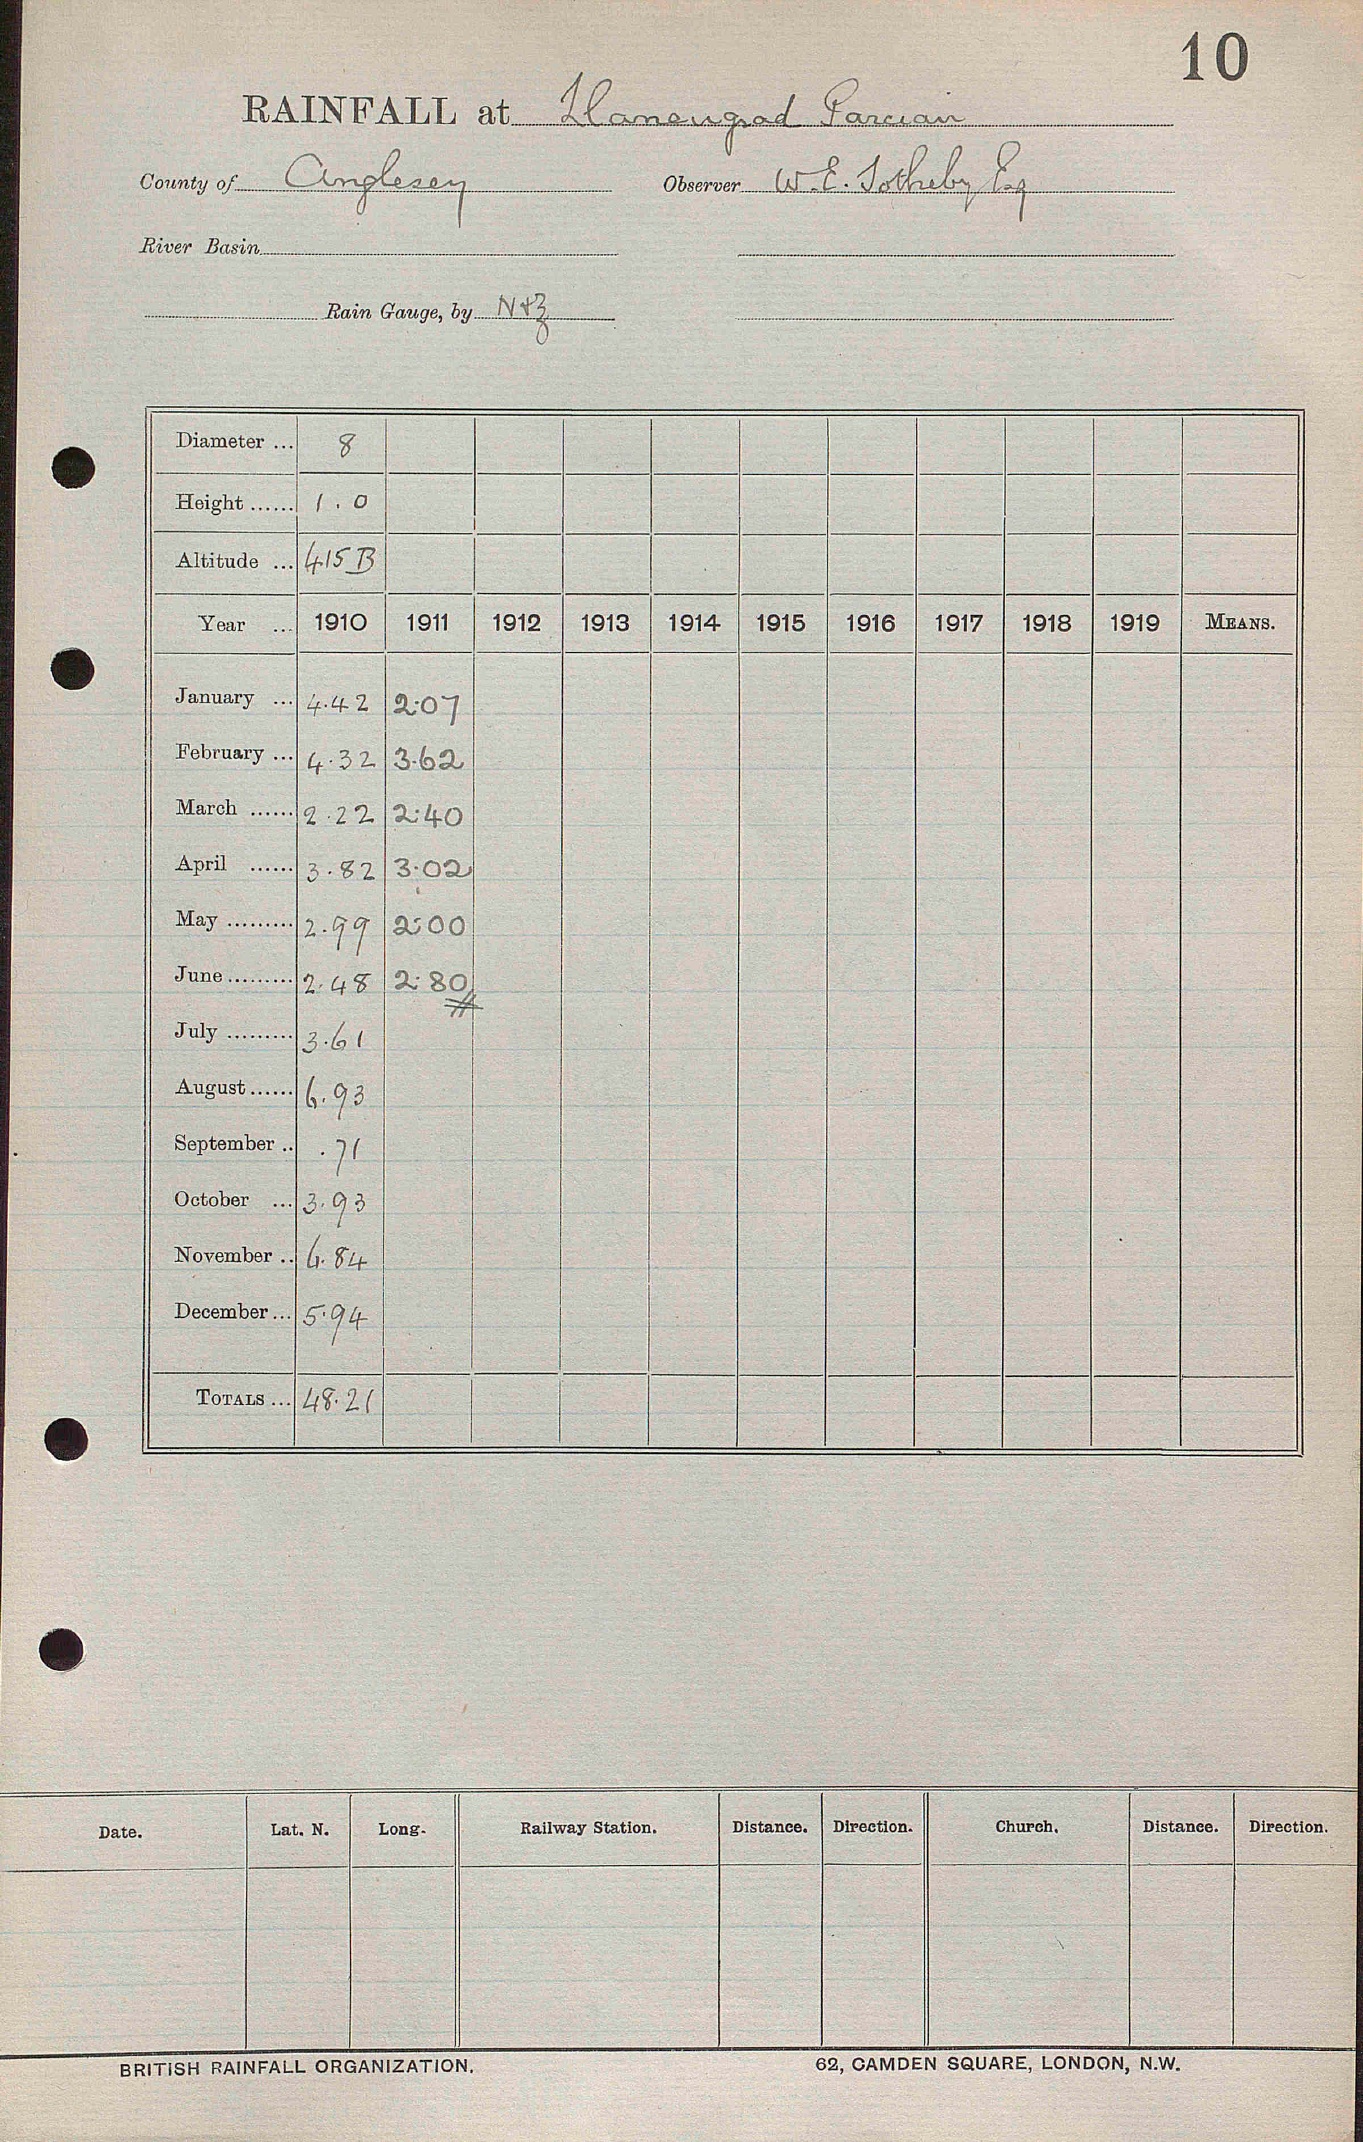 10
RAINFALL at Llaneugrad Parcian
County of Anglesey Observer W. E. Sotheby Esq
River Basin
Rain Gauge, by N+Z
Diameter ... 8
Height ...... 1.0
Altitude ... 415 B
Year ... 1910 1911 1912 1913 1914 1915 1916 1917 1918 1919 MEANS.
January ... 4.42 2.07
February ... 4.32 3.62
March ...... 2.22 2.40
April ...... 3.82 3.02
May ......... 2.99 2.00
June ......... 2.48 2.80
July ......... 3.61
August ...... 6.93
September .. .71
October ... 3.93
November .. 6.84
December ... 5.94
TOTALS ... 48.21
Date. Lat. N. Long. Railway Station. Distance. Direction. Church. Distance. Direction.
BRITISH RAINFALL ORGANIZATION. 62, CAMDEN SQUARE, LONDON, N.W.